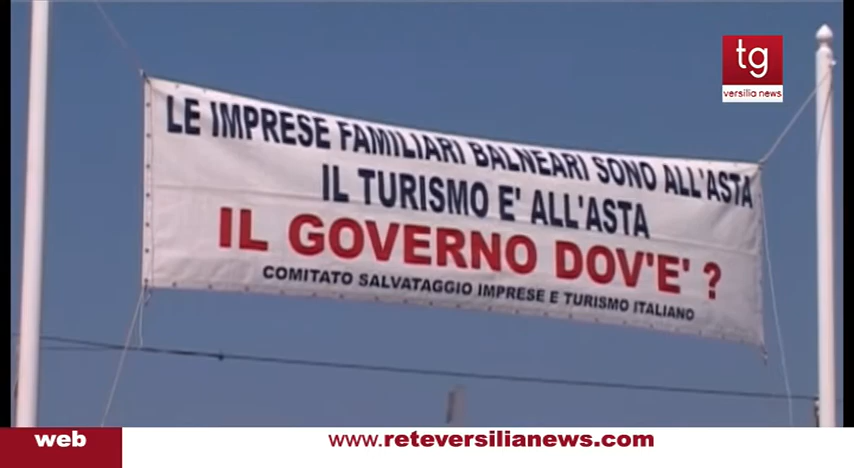 tg
versilia news
LE IMPRESE FAMILIARI BALNEARI SONO ALL'ASTA
IL TURISMO E' ALL'ASTA
IL GOVERNO DOV'E' ?
COMITATO SALVATAGGIO IMPRESE E TURISMO ITALIANO
web
www.reteversilianews.com